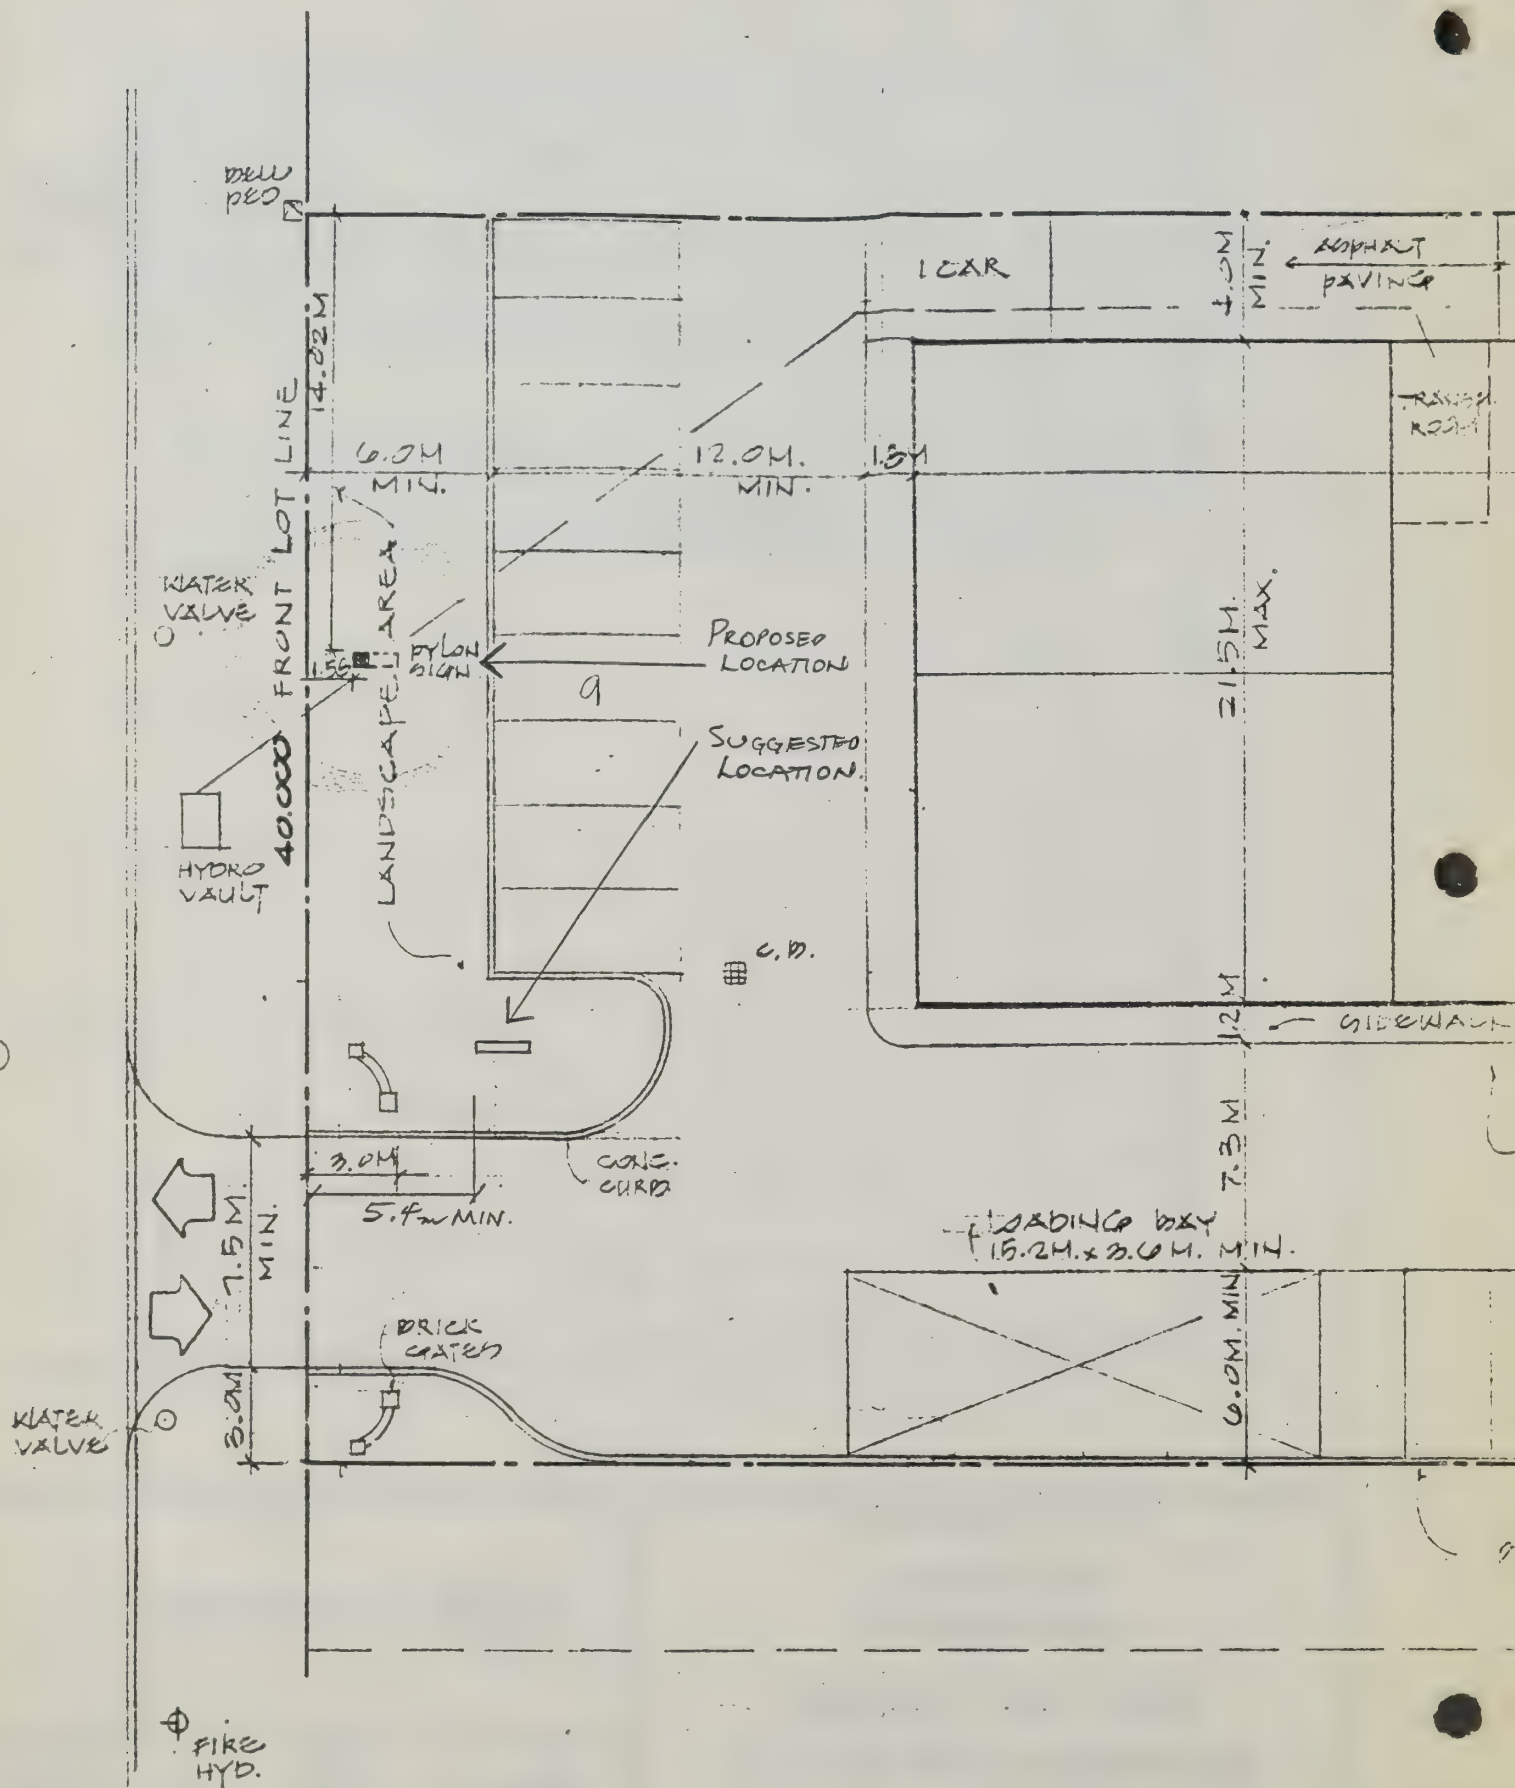 BELL
PED
1 CAR
4.0M
MIN.
ASPHALT
PAVING
14.02M
FRONT LOT LINE
40.000
6.0M
MIN.
12.0M.
MIN.
TRANSF.
ROOM
WATER
VALVE
LANDSCAPE AREA
1.56
PYLON
SIGN
PROPOSED
LOCATION
9
21.5M.
MAX.
SUGGESTED
LOCATION.
HYDRO
VAULT
C.B.
1.2M
SIDEWALK
3.0M
5.4m MIN.
CONC.
CURB
7.5M.
MIN.
7.3M
LOADING BAY
15.2M. x 3.6M. MIN.
6.0M. MIN
BRICK
GATES
3.0M
WATER
VALVE
FIRE
HYD.